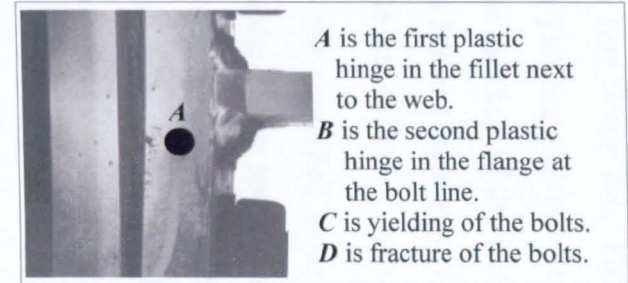 A
A is the first plastic
hinge in the fillet next
to the web.
B is the second plastic
hinge in the flange at
the bolt line.
C is yielding of the bolts.
D is fracture of the bolts.